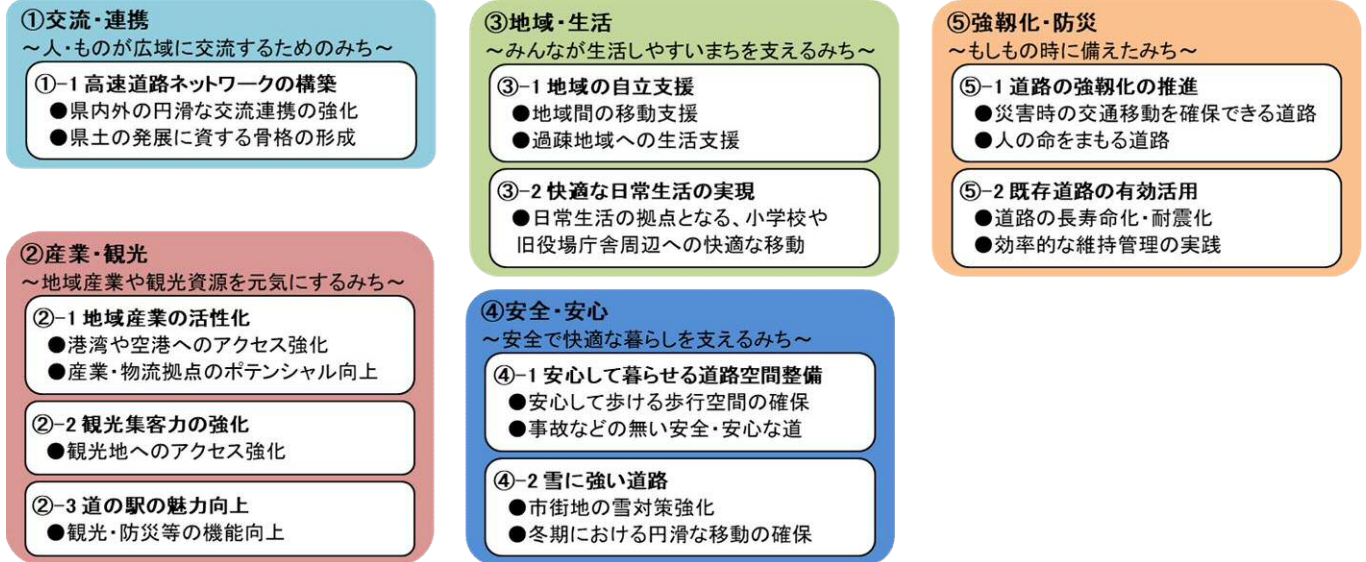 ①交流・連携
～人・ものが広域に交流するためのみち～
①-1 高速道路ネットワークの構築
●県内外の円滑な交流連携の強化
●県土の発展に資する骨格の形成
②産業・観光
～地域産業や観光資源を元気にするみち～
②-1 地域産業の活性化
●港湾や空港へのアクセス強化
●産業・物流拠点のポテンシャル向上
②-2 観光集客力の強化
●観光地へのアクセス強化
②-3 道の駅の魅力向上
●観光・防災等の機能向上
③地域・生活
～みんなが生活しやすいまちを支えるみち～
③-1 地域の自立支援
●地域間の移動支援
●過疎地域への生活支援
③-2 快適な日常生活の実現
●日常生活の拠点となる、小学校や
旧役場庁舎周辺への快適な移動
④安全・安心
～安全で快適な暮らしを支えるみち～
④-1 安心して暮らせる道路空間整備
●安心して歩ける歩行空間の確保
●事故などの無い安全・安心な道
④-2 雪に強い道路
●市街地の雪対策強化
●冬期における円滑な移動の確保
⑤強靱化・防災
～もしもの時に備えたみち～
⑤-1 道路の強靱化の推進
●災害時の交通移動を確保できる道路
●人の命をまもる道路
⑤-2 既存道路の有効活用
●道路の長寿命化・耐震化
●効率的な維持管理の実践